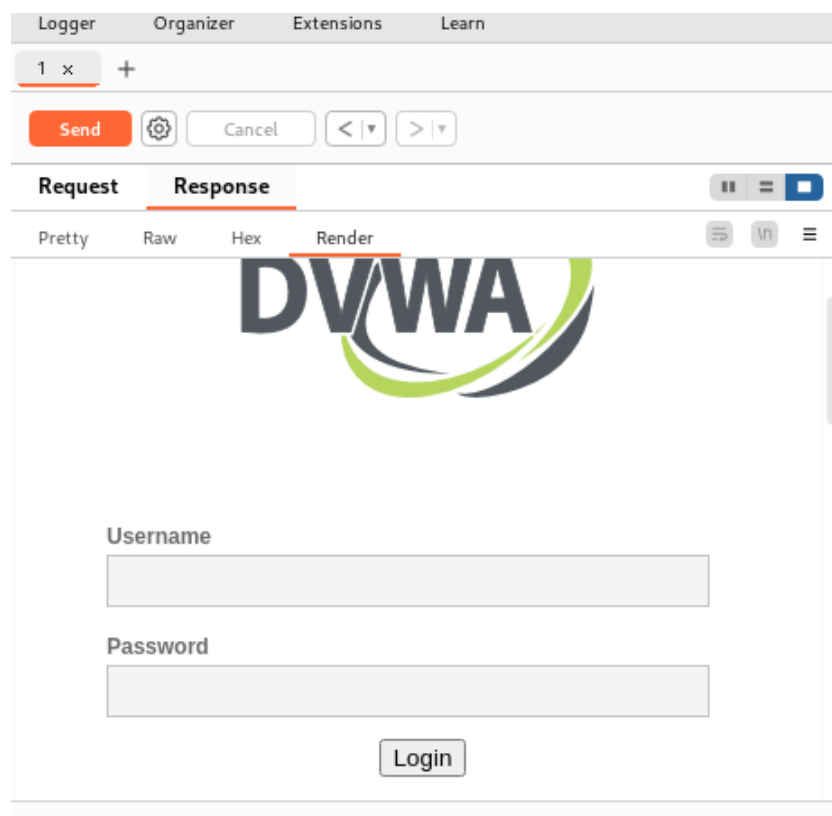 Logger Organizer Extensions Learn
1 × +
Send Cancel < | ▾ > | ▾
Request Response
Pretty Raw Hex Render \n ≡
DVWA
Username
Password
Login